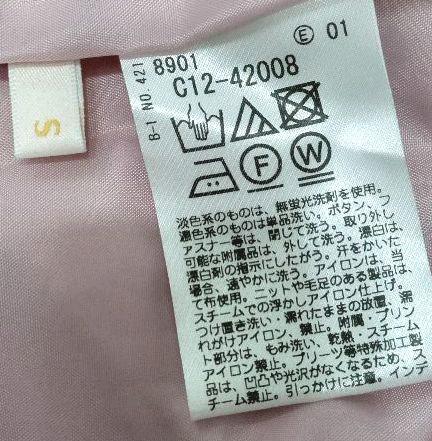 Ⓔ 01
8901
C12-42008
B-1 NO. 421
S
F
W
淡色系のものは、無蛍光洗剤を使用。
濃色系のものは単品洗い。ボタン、フ
ァスナー等は、閉じて洗う。取り外し
可能な附属品は、外して洗う。漂白は、
漂白剤の指示にしたがう。汗をかいた
場合、速やかに洗う。アイロンは、当
て布使用。ニットや毛足のある製品は、
スチームでの浮かしアイロン仕上げ。
つけ置き洗い・濡れたままの放置、濡
れがけアイロン、禁止。附属・プリン
ト部分は、もみ洗い、乾熱・スチーム
アイロン禁止。プリーツ等特殊加工製
品は、凹凸や光沢がなくなるため、ス
チーム禁止。引っかけに注意。インデ